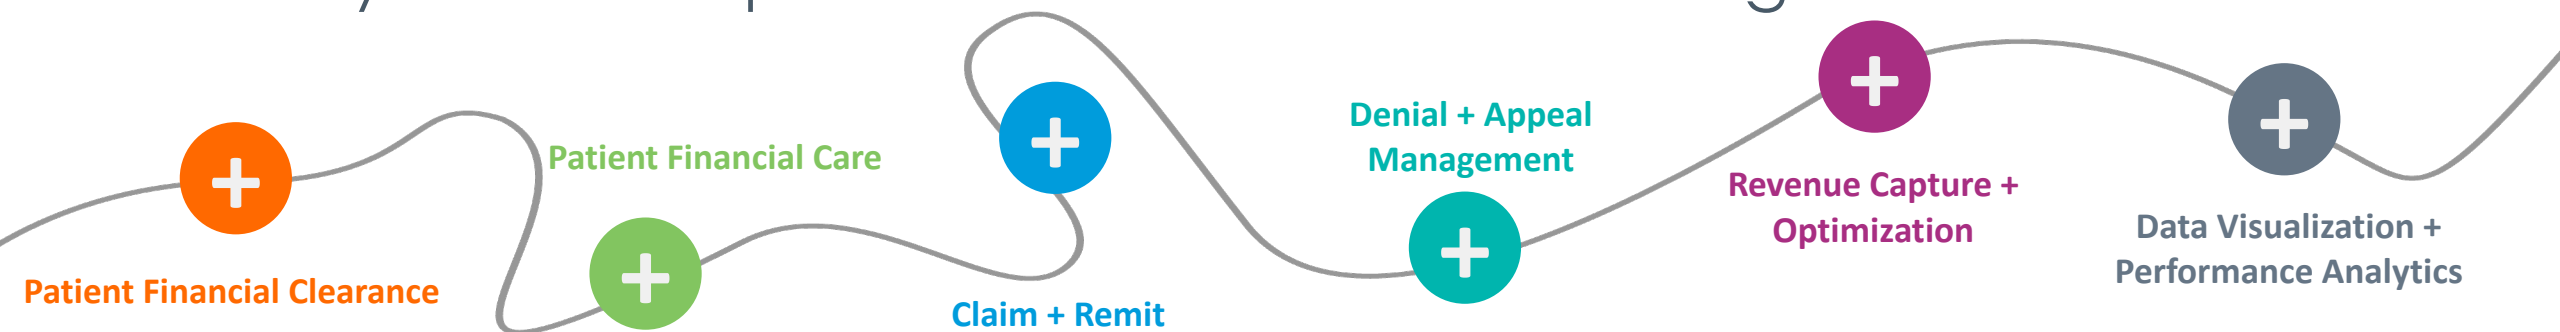 Patient Financial Clearance
Patient Financial Care
Claim + Remit
Denial + Appeal
Management
Revenue Capture +
Optimization
Data Visualization +
Performance Analytics